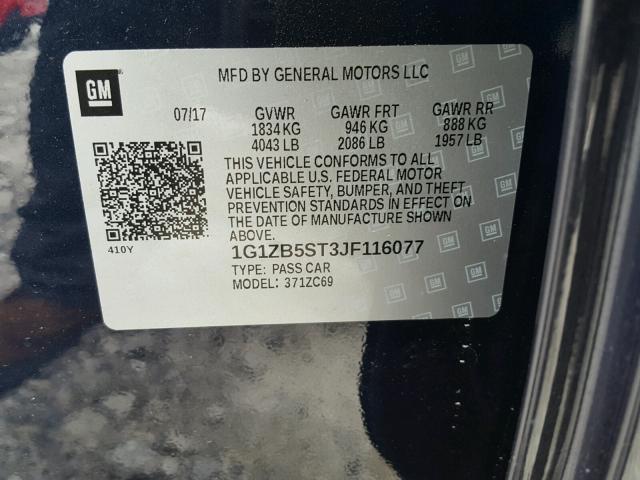 GM
MFD BY GENERAL MOTORS LLC
07/17 GVWR GAWR FRT GAWR RR
1834 KG 946 KG 888 KG
4043 LB 2086 LB 1957 LB
THIS VEHICLE CONFORMS TO ALL
APPLICABLE U.S. FEDERAL MOTOR
VEHICLE SAFETY, BUMPER, AND THEFT
PREVENTION STANDARDS IN EFFECT ON
THE DATE OF MANUFACTURE SHOWN
ABOVE.
410Y
1G1ZB5ST3JF116077
TYPE: PASS CAR
MODEL: 371ZC69